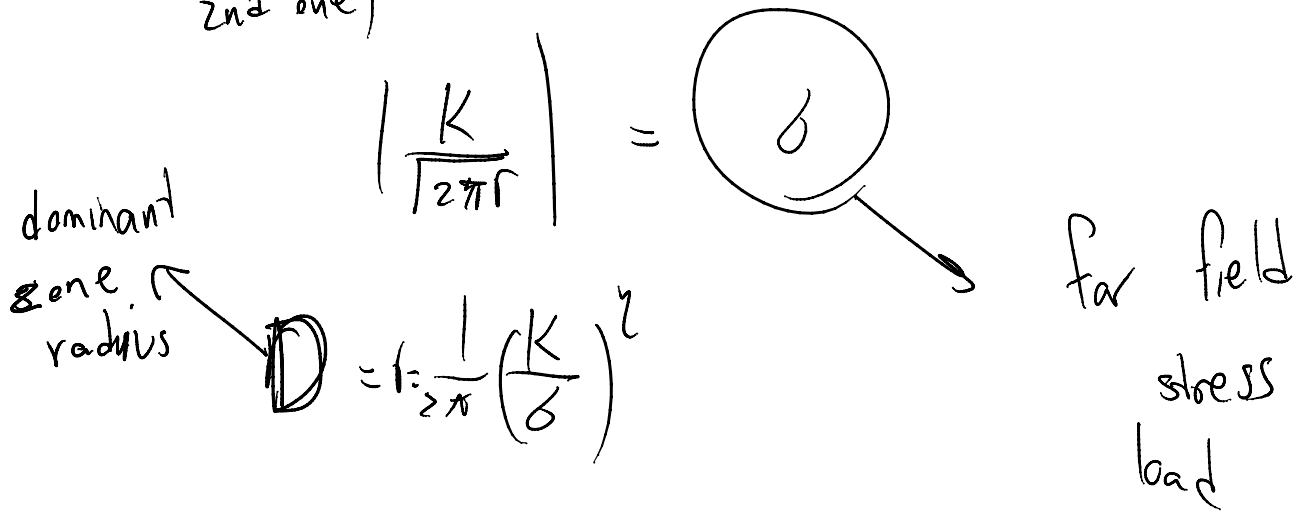 2nd one)
| K / √2πr | = σ
dominant
zone
radius
D = r = 1/2π (K/σ)²
far field
stress
load